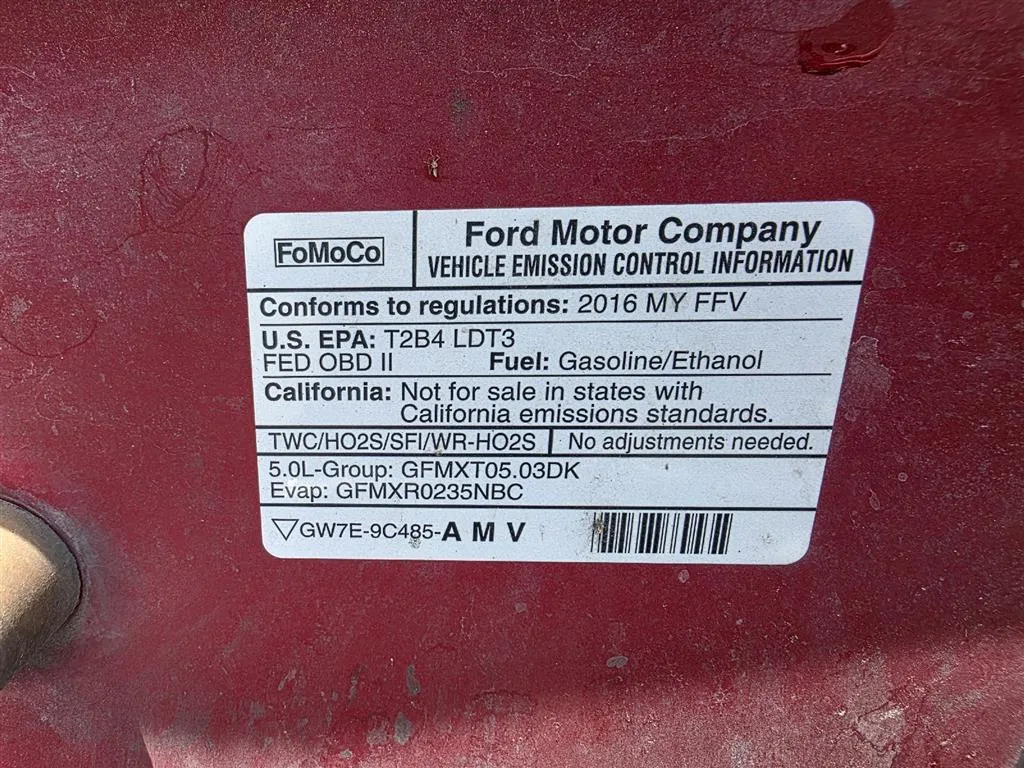 FoMoCo
Ford Motor Company
VEHICLE EMISSION CONTROL INFORMATION
Conforms to regulations: 2016 MY FFV
U.S. EPA: T2B4 LDT3
FED OBD II Fuel: Gasoline/Ethanol
California: Not for sale in states with
California emissions standards.
TWC/HO2S/SFI/WR-HO2S No adjustments needed.
5.0L-Group: GFMXT05.03DK
Evap: GFMXR0235NBC
▽GW7E-9C485-A M V